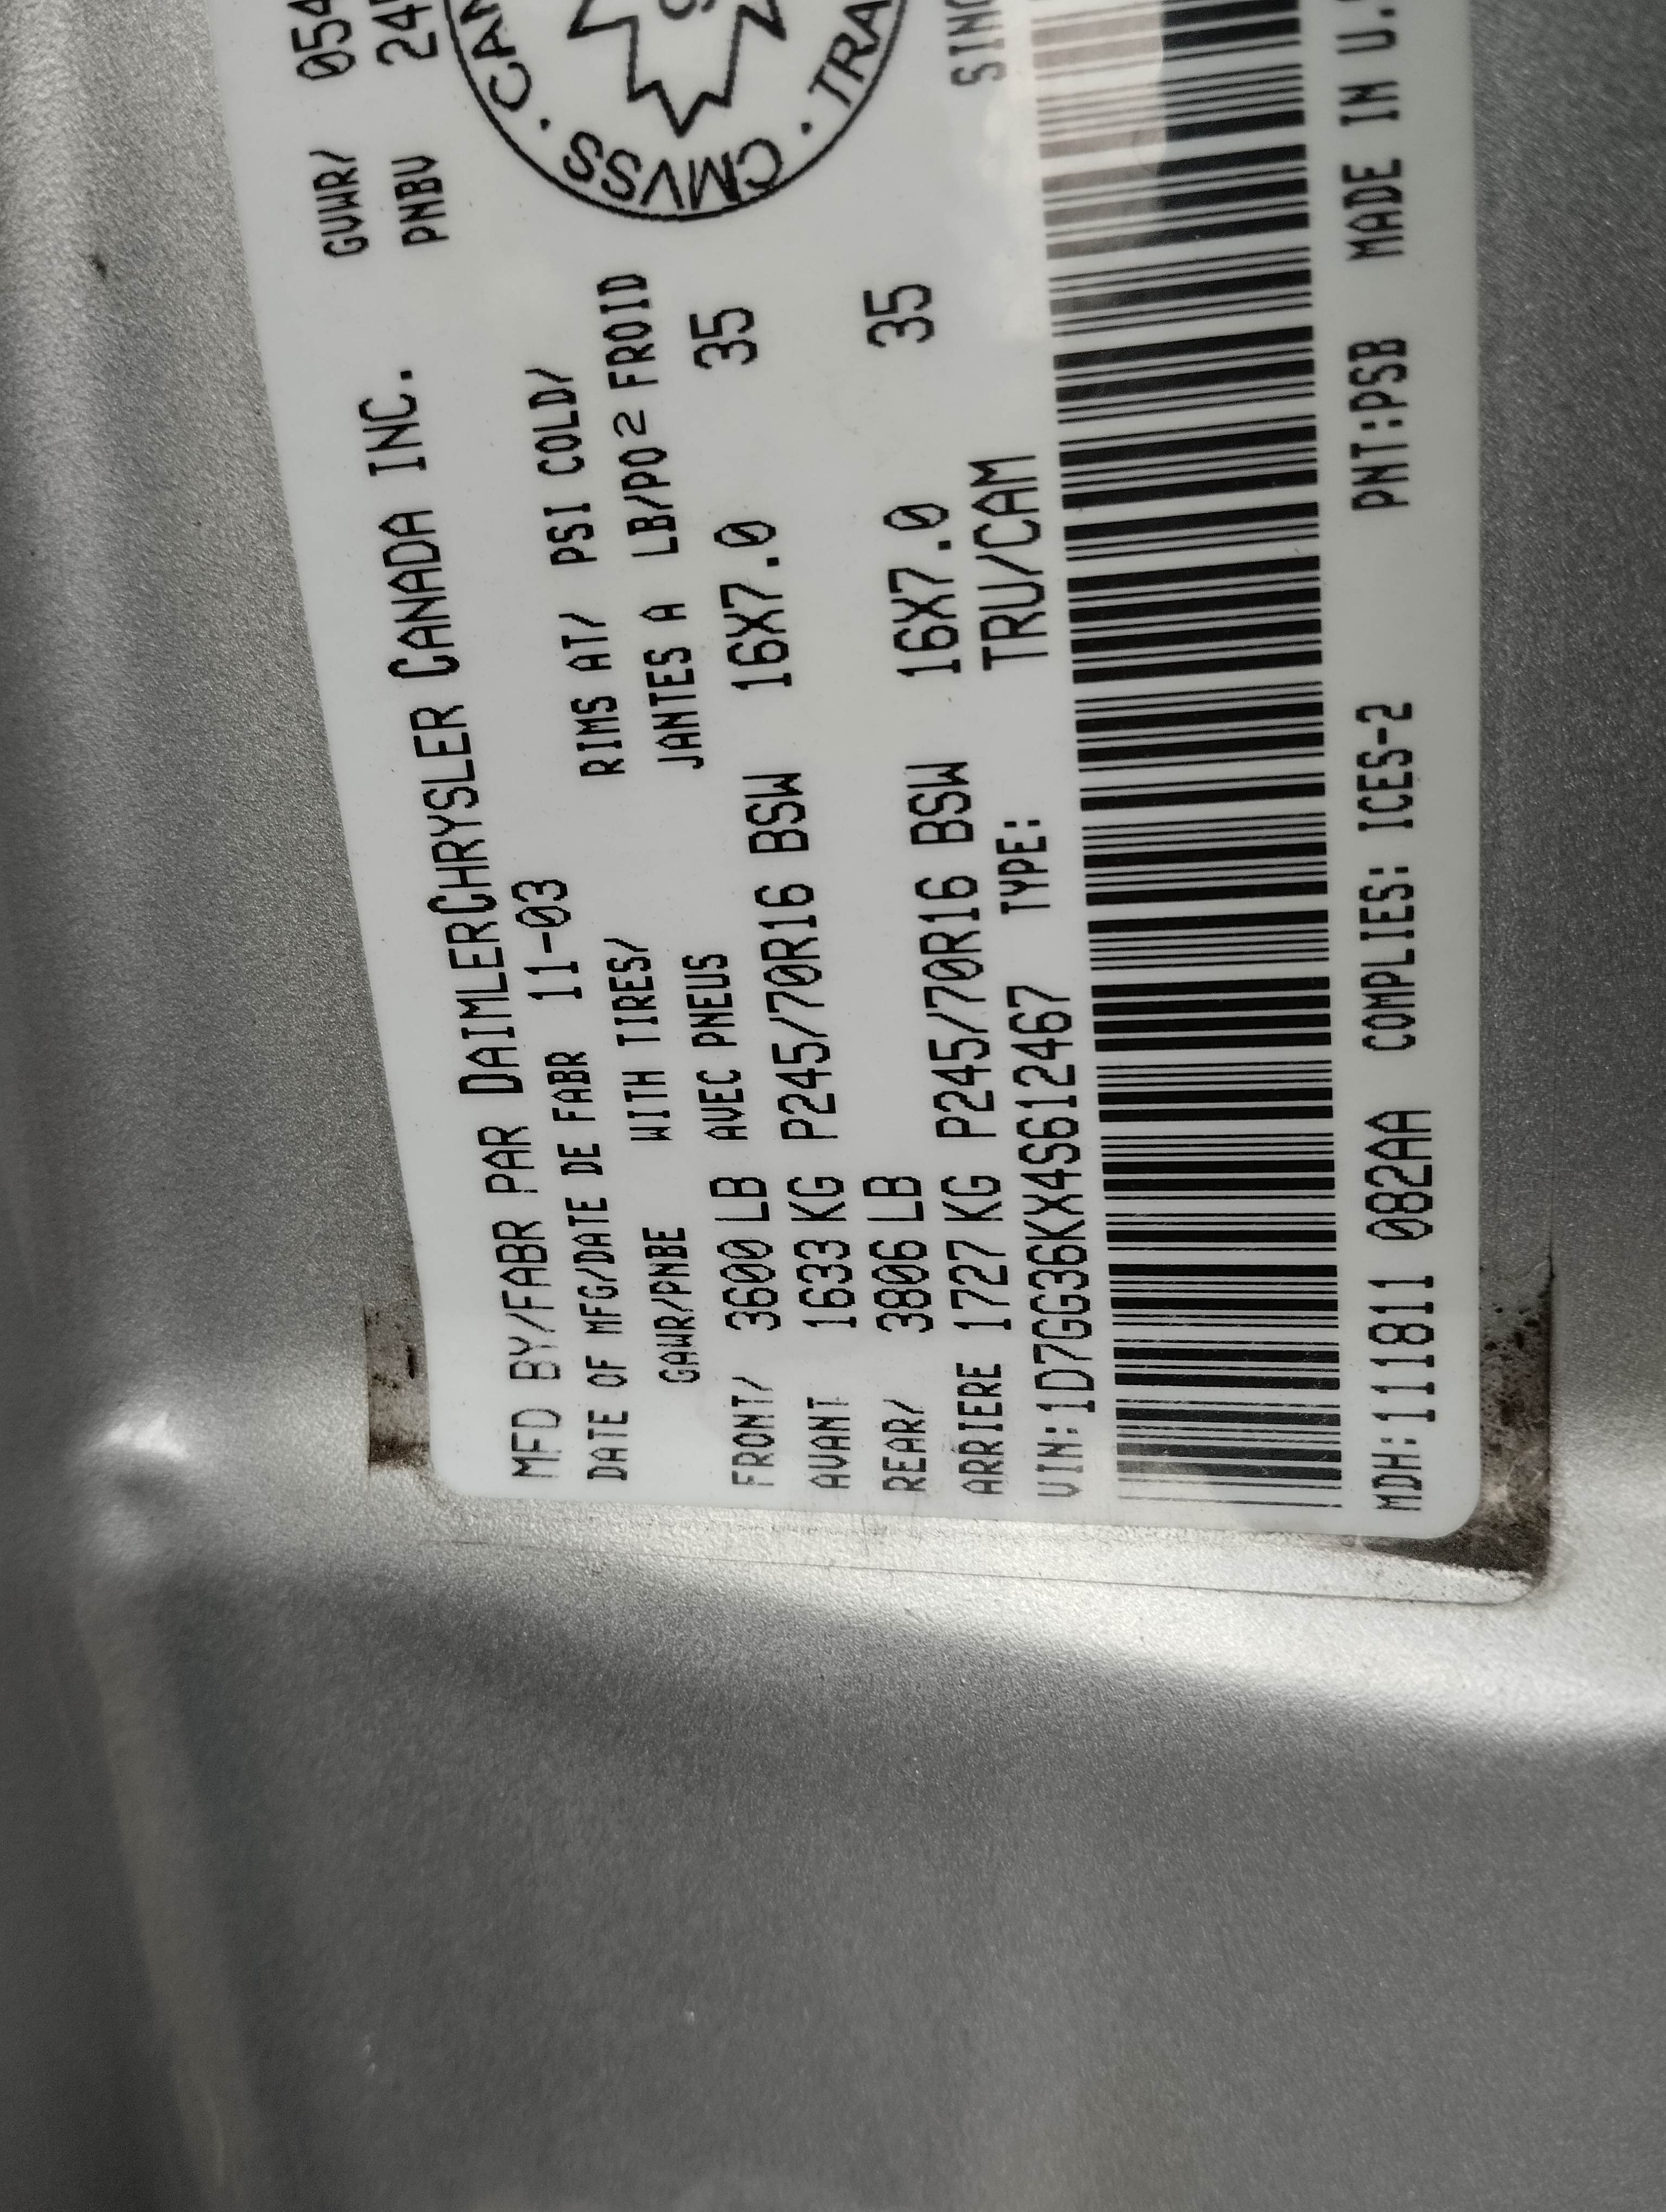 MFD BY/FABR PAR DAIMLERCHRYSLER CANADA INC. GVWR/
DATE OF MFG/DATE DE FABR 11-03 PNBV
GAWR/PNBE WITH TIRES/ RIMS AT/ PSI COLD/
AVEC PNEUS JANTES A LB/PO² FROID
FRONT/ 3600 LB
AVANT 1633 KG P245/70R16 BSW 16X7.0 35
REAR/ 3806 LB
ARRIERE 1727 KG P245/70R16 BSW 16X7.0 35
VIN:1D7GG36KX4S612467 TYPE: TRU/CAM
MDH:111811 082AA COMPLIES: ICES-2 PNT:PSB MADE IN U.
CMVSS